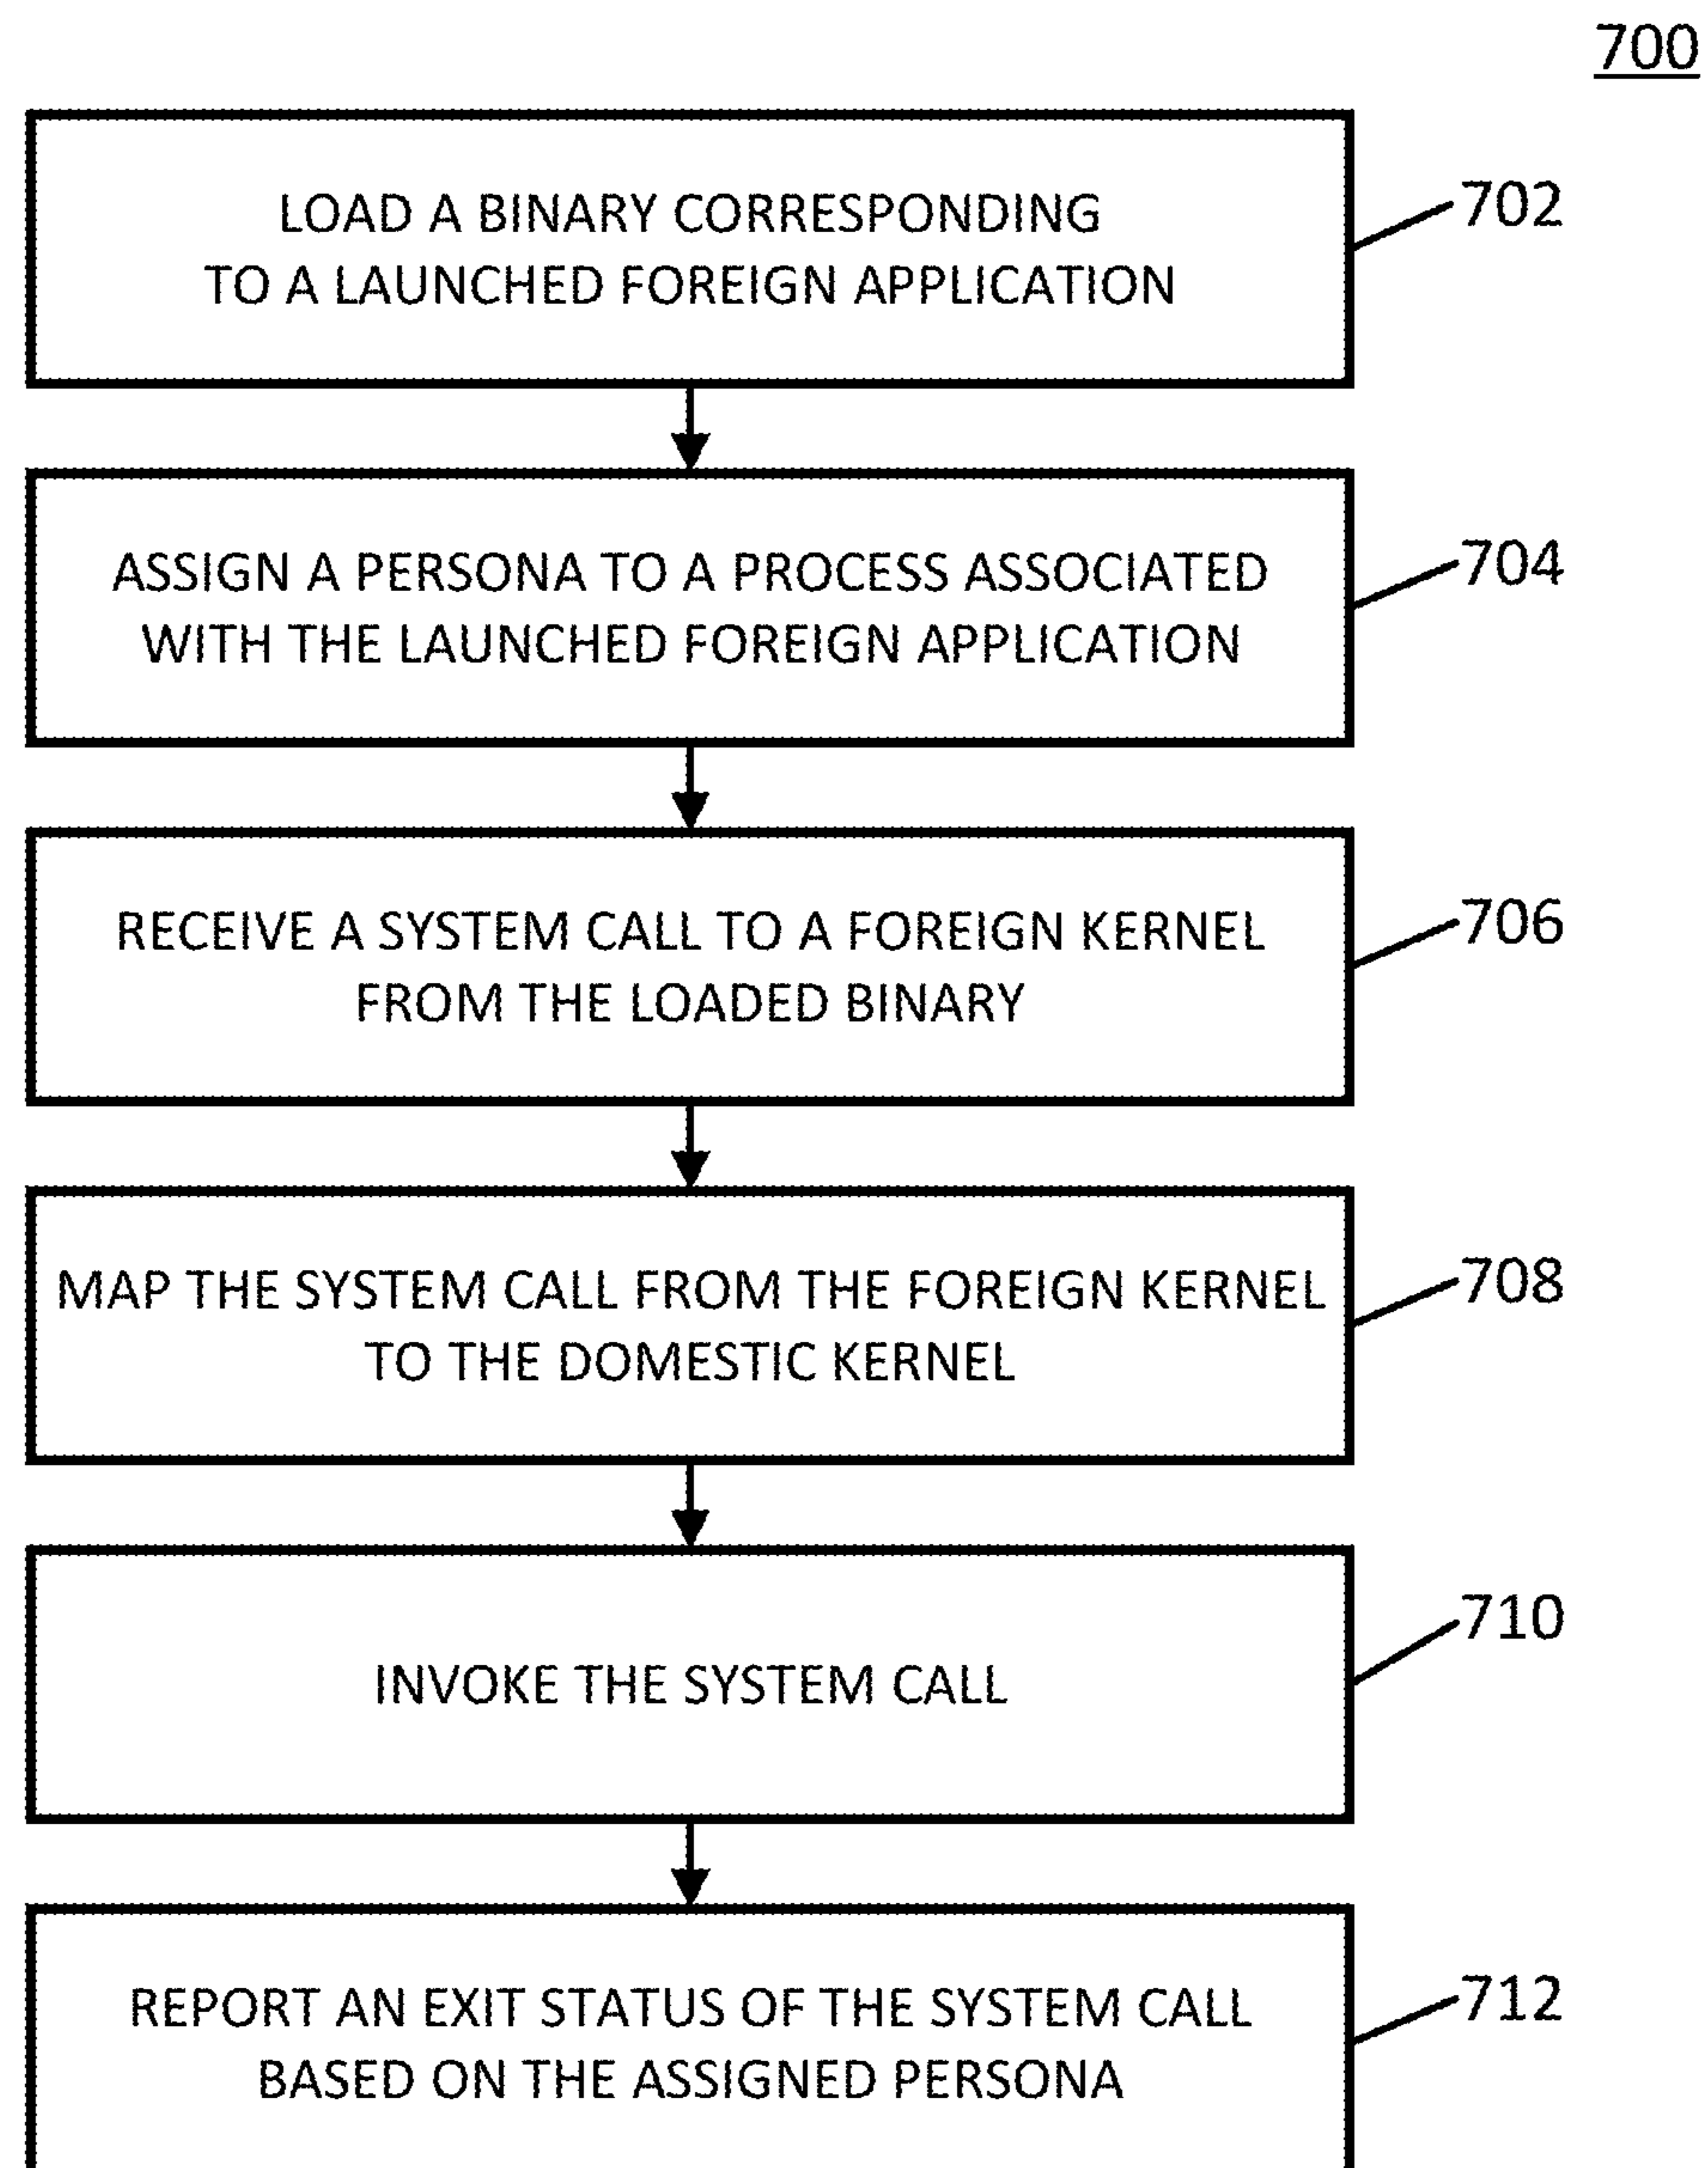 700
LOAD A BINARY CORRESPONDING
TO A LAUNCHED FOREIGN APPLICATION
702
ASSIGN A PERSONA TO A PROCESS ASSOCIATED
WITH THE LAUNCHED FOREIGN APPLICATION
704
RECEIVE A SYSTEM CALL TO A FOREIGN KERNEL
FROM THE LOADED BINARY
706
MAP THE SYSTEM CALL FROM THE FOREIGN KERNEL
TO THE DOMESTIC KERNEL
708
INVOKE THE SYSTEM CALL
710
REPORT AN EXIT STATUS OF THE SYSTEM CALL
BASED ON THE ASSIGNED PERSONA
712